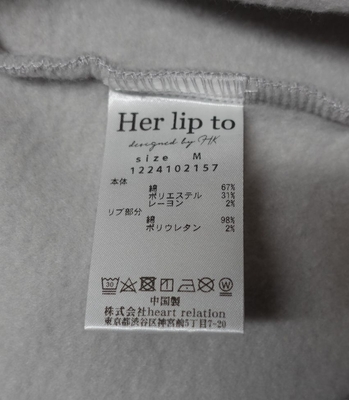 Her lip to
designed by HK
size M
1224102157
本体
綿 67%
ポリエステル 31%
レーヨン 2%
リブ部分
綿 98%
ポリウレタン 2%
30
中国製
株式会社heart relation
東京都渋谷区神宮前5丁目7-20